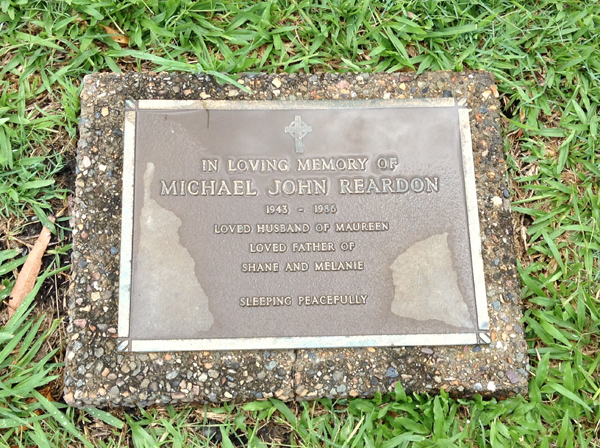 IN LOVING MEMORY OF
MICHAEL JOHN REARDON
1943 - 1986
LOVED HUSBAND OF MAUREEN
LOVED FATHER OF
SHANE AND MELANIE
SLEEPING PEACEFULLY